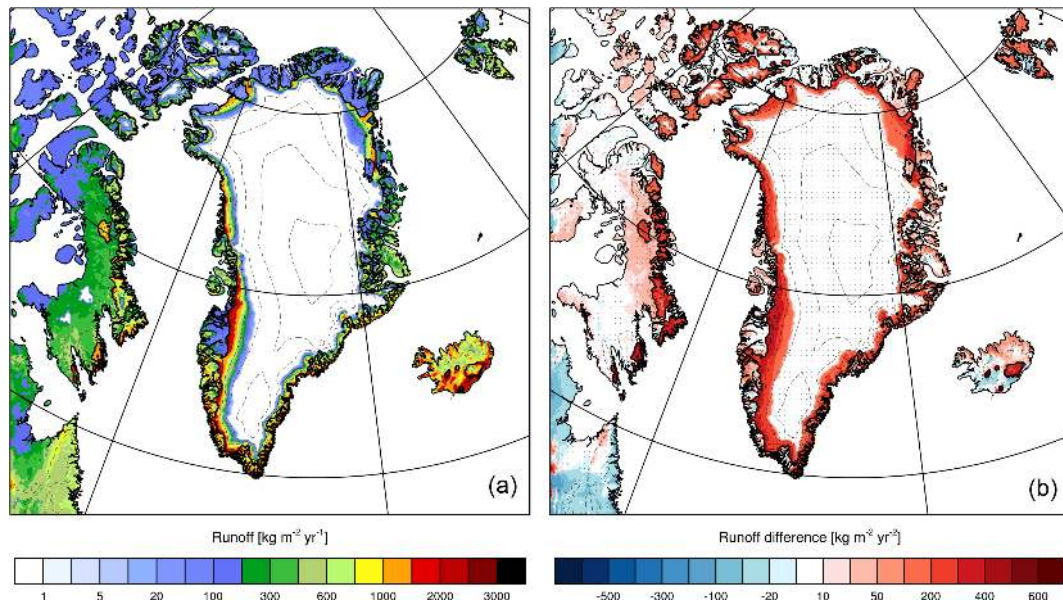 (a)
(b)
Runoff [kg m⁻² yr⁻¹]
1 5 20 100 300 600 1000 2000 3000
Runoff difference [kg m⁻² yr⁻²]
-500 -300 -100 -20 10 50 200 400 600